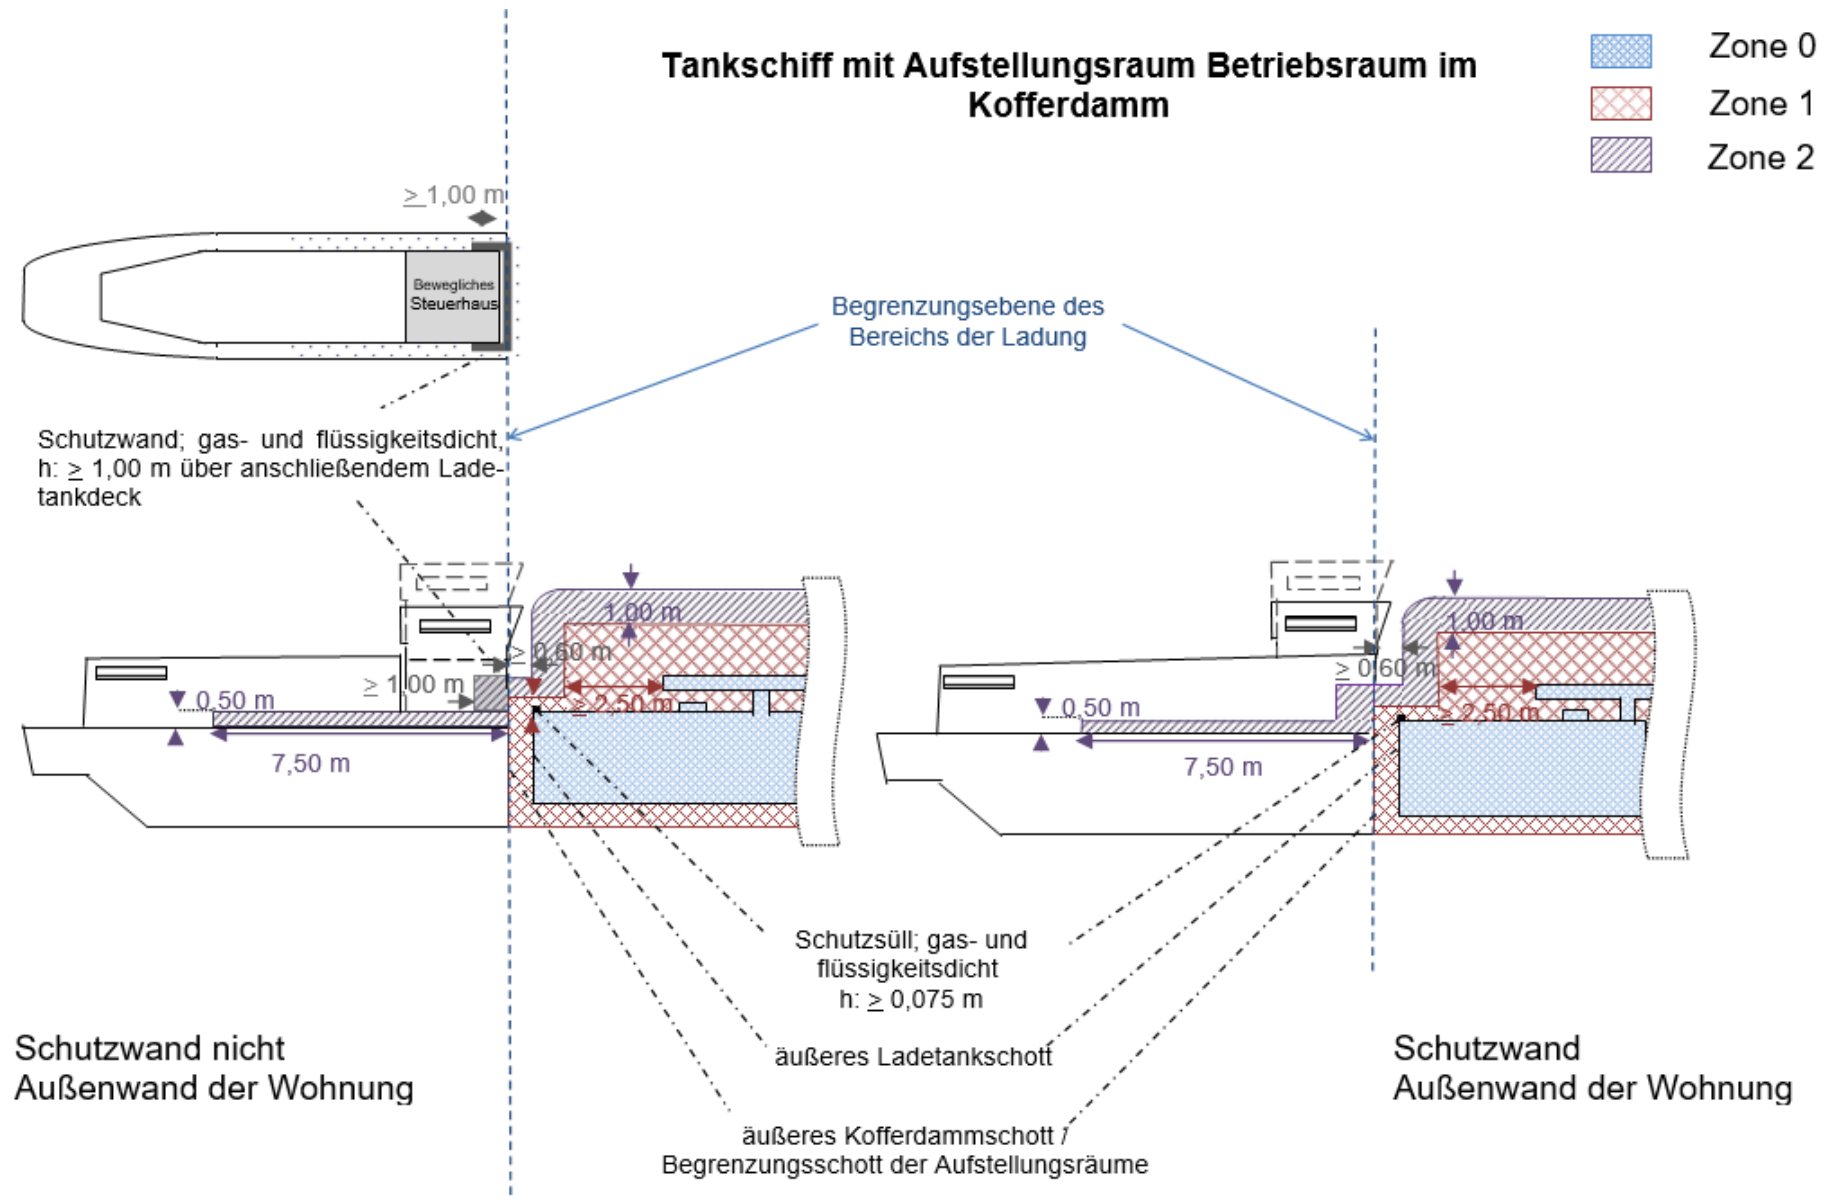 Tankschiff mit Aufstellungsraum Betriebsraum im
Kofferdamm
Zone 0
Zone 1
Zone 2
≥ 1,00 m
Bewegliches
Steuerhaus
Begrenzungsebene des
Bereichs der Ladung
Schutzwand; gas- und flüssigkeitsdicht,
h: ≥ 1,00 m über anschließendem Lade-
tankdeck
1,00 m
≥ 0,60 m
≥ 1,00 m
0,50 m
≥ 2,50 m
7,50 m
1,00 m
≥ 0,60 m
0,50 m
≥ 2,50 m
7,50 m
Schutzsüll; gas- und
flüssigkeitsdicht
h: ≥ 0,075 m
äußeres Ladetankschott
äußeres Kofferdammschott /
Begrenzungsschott der Aufstellungsräume
Schutzwand nicht
Außenwand der Wohnung
Schutzwand
Außenwand der Wohnung